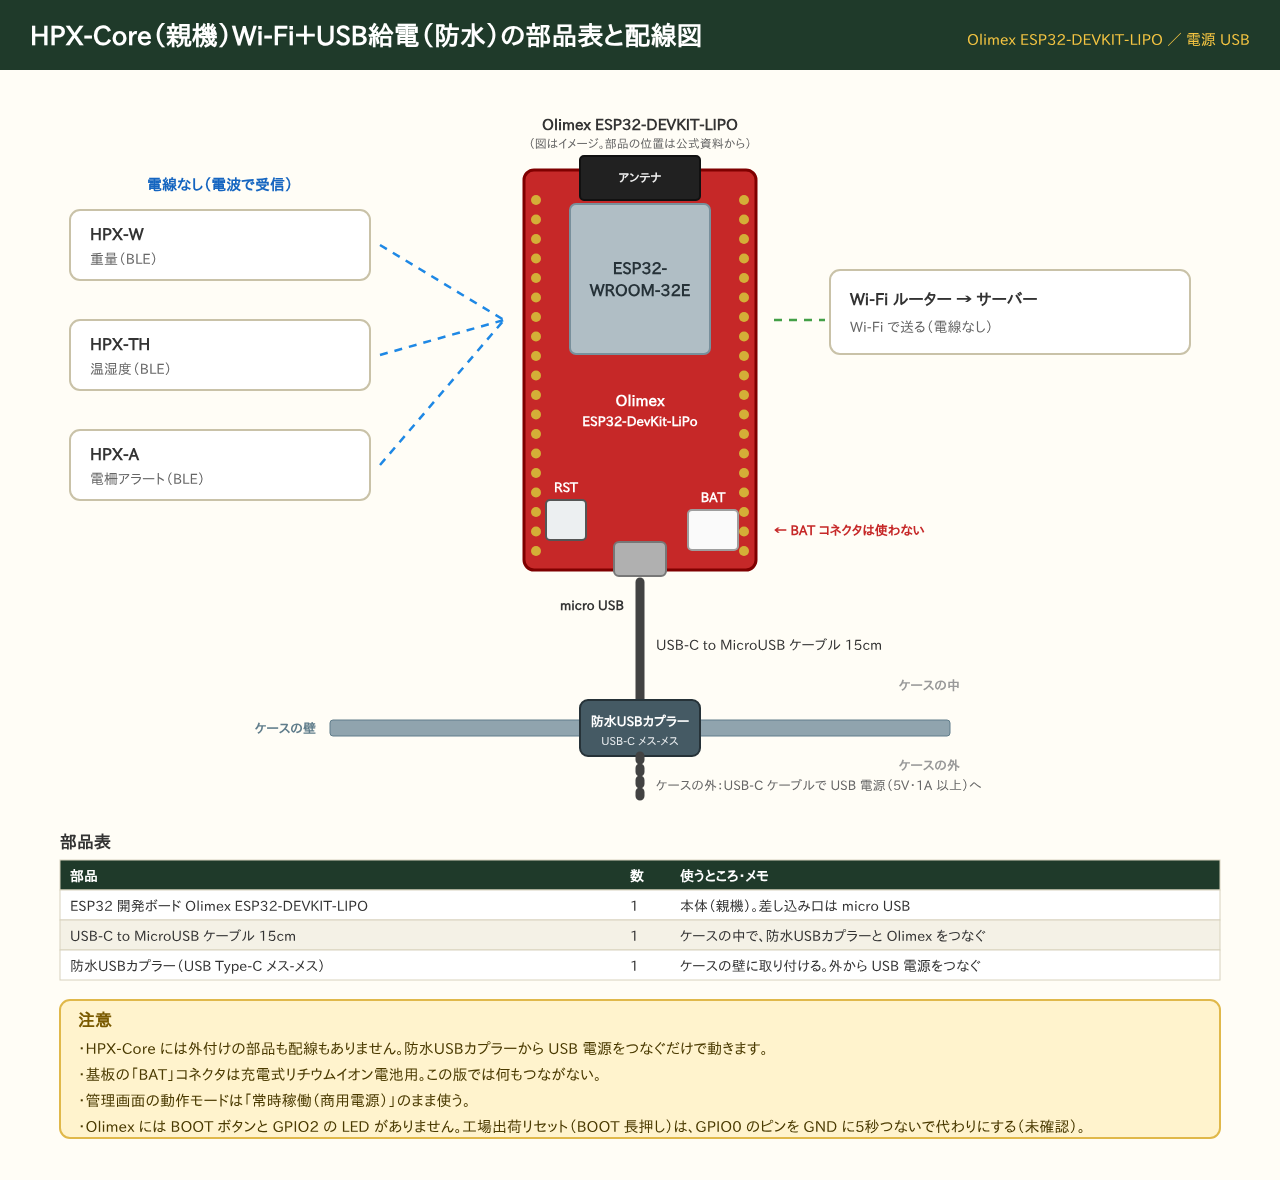 HPX-Core（親機）Wi-Fi＋USB給電（防水）の部品表と配線図
Olimex ESP32-DEVKIT-LIPO ／ 電源 USB
Olimex ESP32-DEVKIT-LIPO
（図はイメージ。部品の位置は公式資料から）
アンテナ
電線なし（電波で受信）
HPX-W
重量（BLE）
HPX-TH
温湿度（BLE）
HPX-A
電柵アラート（BLE）
ESP32-
WROOM-32E
Wi-Fi ルーター → サーバー
Wi-Fi で送る（電線なし）
Olimex
ESP32-DevKit-LiPo
RST
BAT
← BAT コネクタは使わない
micro USB
USB-C to MicroUSB ケーブル 15cm
ケースの中
ケースの壁
防水USBカプラー
USB-C メス-メス
ケースの外
ケースの外：USB-C ケーブルで USB 電源（5V・1A 以上）へ
部品表
部品 数 使うところ・メモ
ESP32 開発ボード Olimex ESP32-DEVKIT-LIPO 1 本体（親機）。差し込み口は micro USB
USB-C to MicroUSB ケーブル 15cm 1 ケースの中で、防水USBカプラーと Olimex をつなぐ
防水USBカプラー（USB Type-C メス-メス） 1 ケースの壁に取り付ける。外から USB 電源をつなぐ
注意
・HPX-Core には外付けの部品も配線もありません。防水USBカプラーから USB 電源をつなぐだけで動きます。
・基板の「BAT」コネクタは充電式リチウムイオン電池用。この版では何もつながない。
・管理画面の動作モードは「常時稼働（商用電源）」のまま使う。
・Olimex には BOOT ボタンと GPIO2 の LED がありません。工場出荷リセット（BOOT 長押し）は、GPIO0 のピンを GND に5秒つないで代わりにする（未確認）。